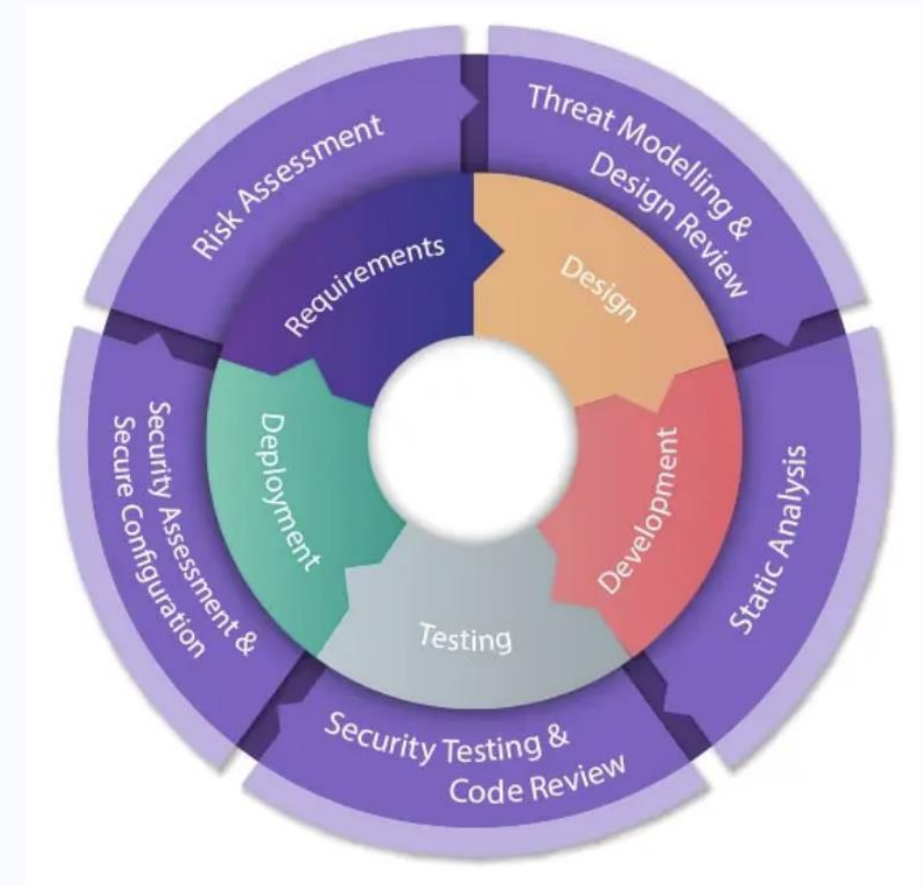 Risk Assessment
Threat Modelling &
Design Review
Requirements
Design
Security Assessment &
Secure Configuration
Deployment
Development
Static Analysis
Testing
Security Testing &
Code Review